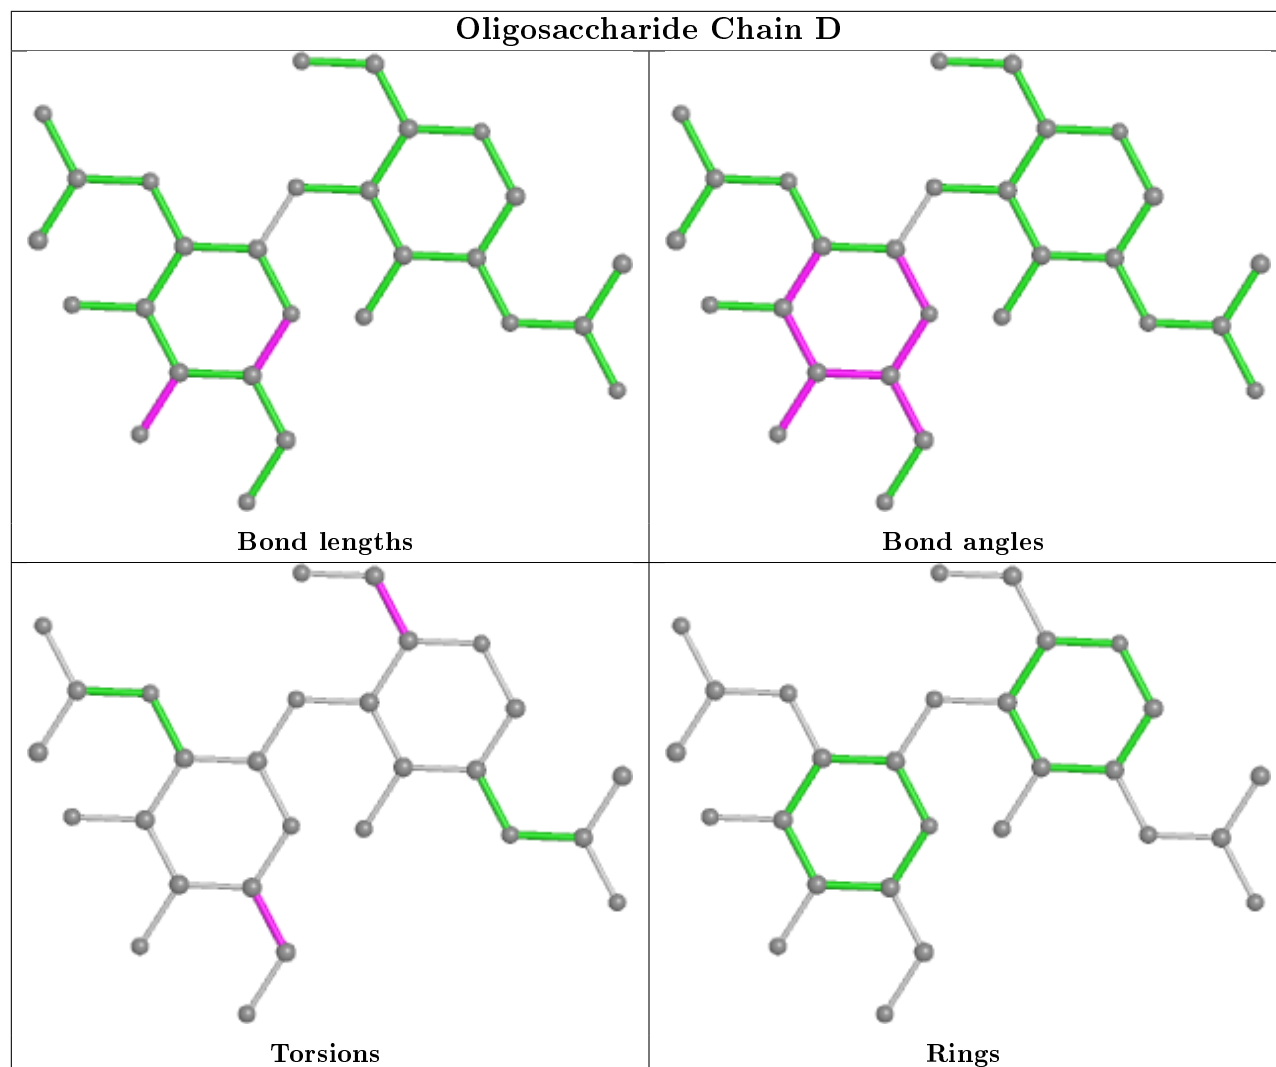 Oligosaccharide Chain D
Bond lengths
Bond angles
Torsions
Rings